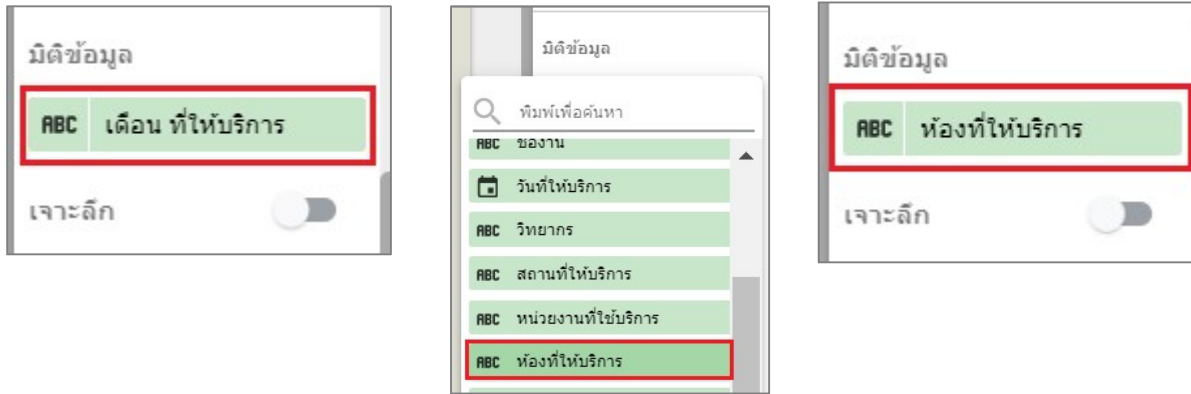 มิติข้อมูล
ABC เดือน ที่ให้บริการ
เจาะลึก
มิติข้อมูล
พิมพ์เพื่อค้นหา
ABC ชื่องาน
วันที่ให้บริการ
ABC วิทยากร
ABC สถานที่ให้บริการ
ABC หน่วยงานที่ใช้บริการ
ABC ห้องที่ให้บริการ
มิติข้อมูล
ABC ห้องที่ให้บริการ
เจาะลึก